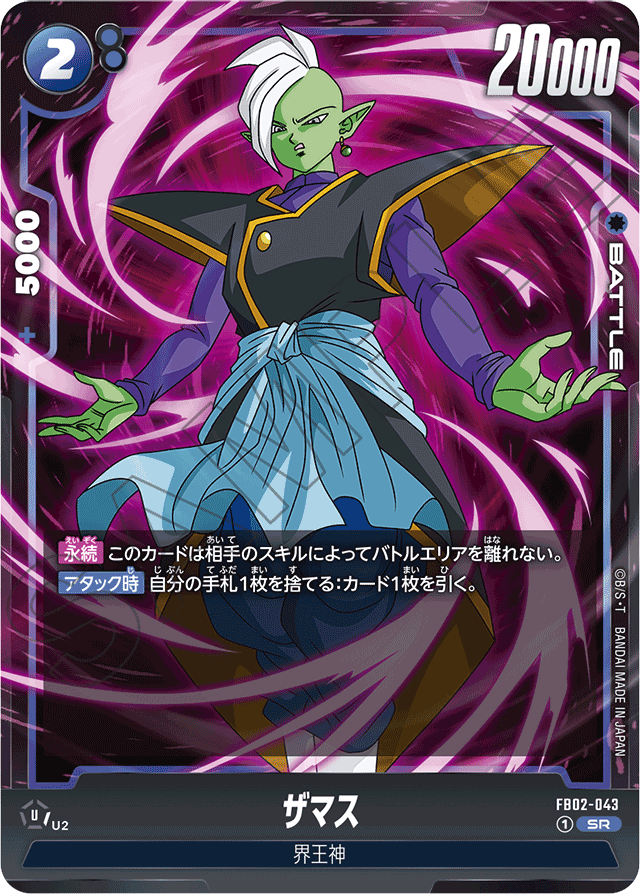 2
20000
+ 5000
BATTLE
永続 このカードは相手のスキルによってバトルエリアを離れない。
アタック時 自分の手札1枚を捨てる:カード1枚を引く。
©B/S・T BANDAI MADE IN JAPAN
U/U2
ザマス
FB02-043
1 SR
界王神